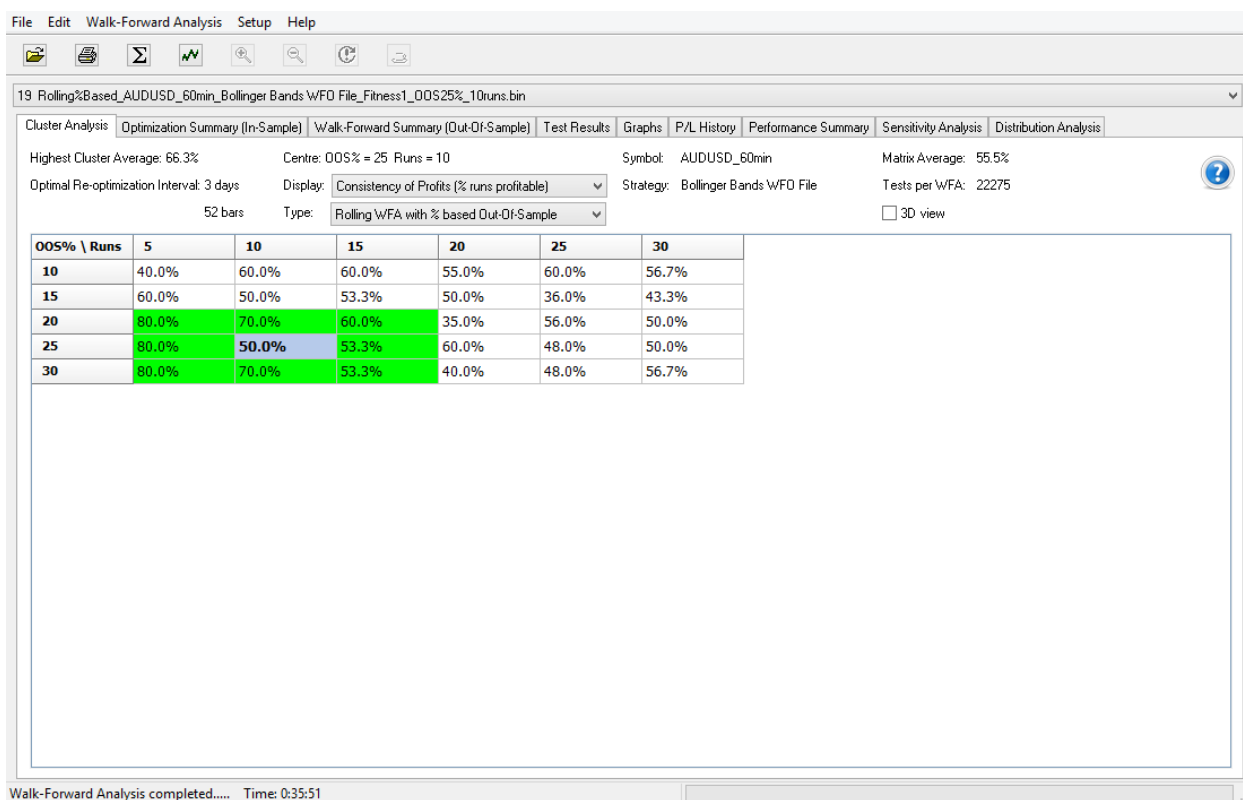 File Edit Walk-Forward Analysis Setup Help
19 Rolling%Based_AUDUSD_60min_Bollinger Bands WFO File_Fitness1_OOS25%_10runs.bin
Cluster Analysis Optimization Summary (In-Sample) Walk-Forward Summary (Out-Of-Sample) Test Results Graphs P/L History Performance Summary Sensitivity Analysis Distribution Analysis
Highest Cluster Average: 66.3% Centre: OOS% = 25 Runs = 10 Symbol: AUDUSD_60min Matrix Average: 55.5%
Optimal Re-optimization Interval: 3 days Display: Consistency of Profits (% runs profitable) Strategy: Bollinger Bands WFO File Tests per WFA: 22275
52 bars Type: Rolling WFA with % based Out-Of-Sample 3D view
OOS% \ Runs 5 10 15 20 25 30
10 40.0% 60.0% 60.0% 55.0% 60.0% 56.7%
15 60.0% 50.0% 53.3% 50.0% 36.0% 43.3%
20 80.0% 70.0% 60.0% 35.0% 56.0% 50.0%
25 80.0% 50.0% 53.3% 60.0% 48.0% 50.0%
30 80.0% 70.0% 53.3% 40.0% 48.0% 56.7%
Walk-Forward Analysis completed..... Time: 0:35:51